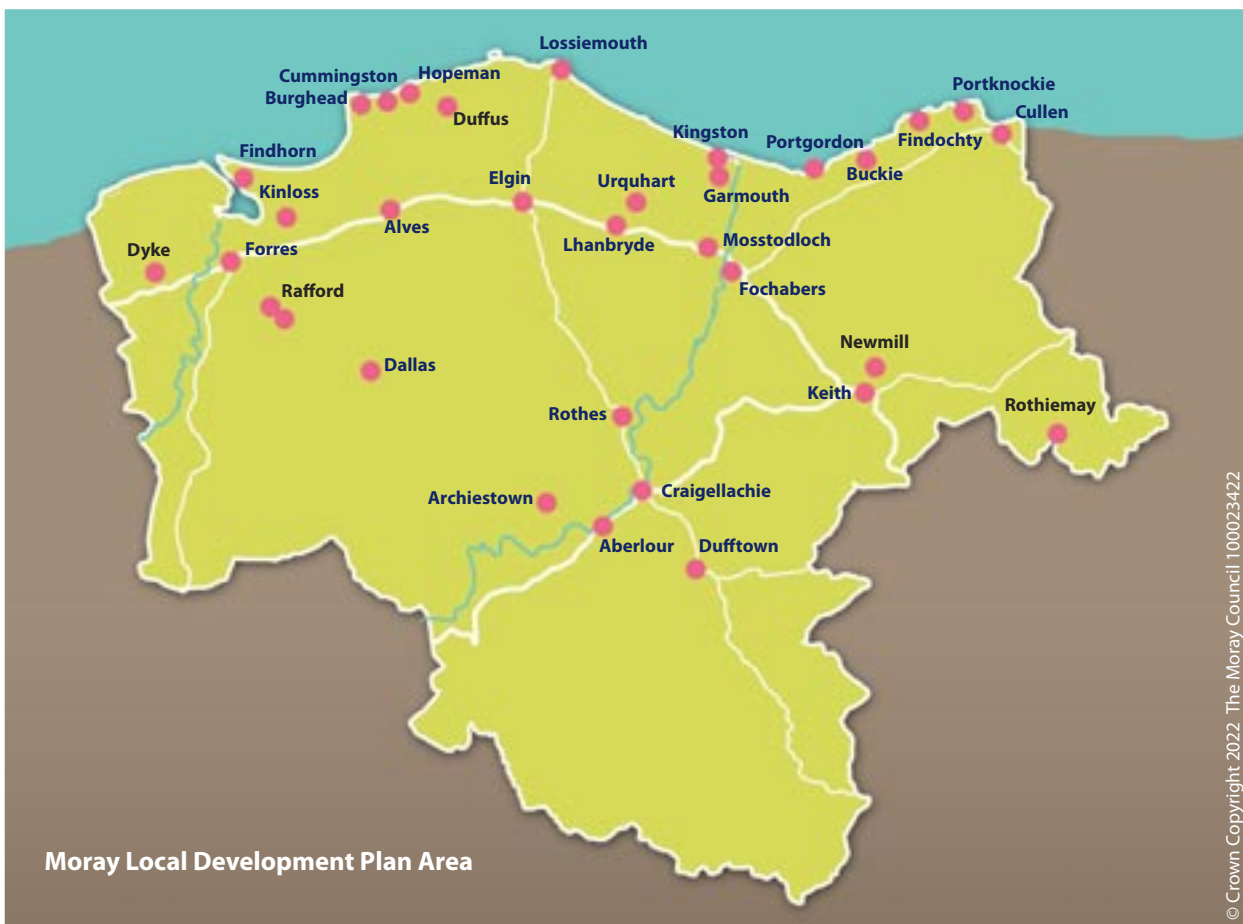 Lossiemouth
Cummingston
Hopeman
Burghead
Duffus
Portknockie
Cullen
Findochty
Kingston
Portgordon
Buckie
Findhorn
Kinloss
Elgin
Urquhart
Garmouth
Alves
Lhanbryde
Mosstodloch
Dyke
Forres
Fochabers
Rafford
Dallas
Newmill
Keith
Rothiemay
Rothes
Archiestown
Craigellachie
Aberlour
Dufftown
Moray Local Development Plan Area
© Crown Copyright 2022 The Moray Council 100023422